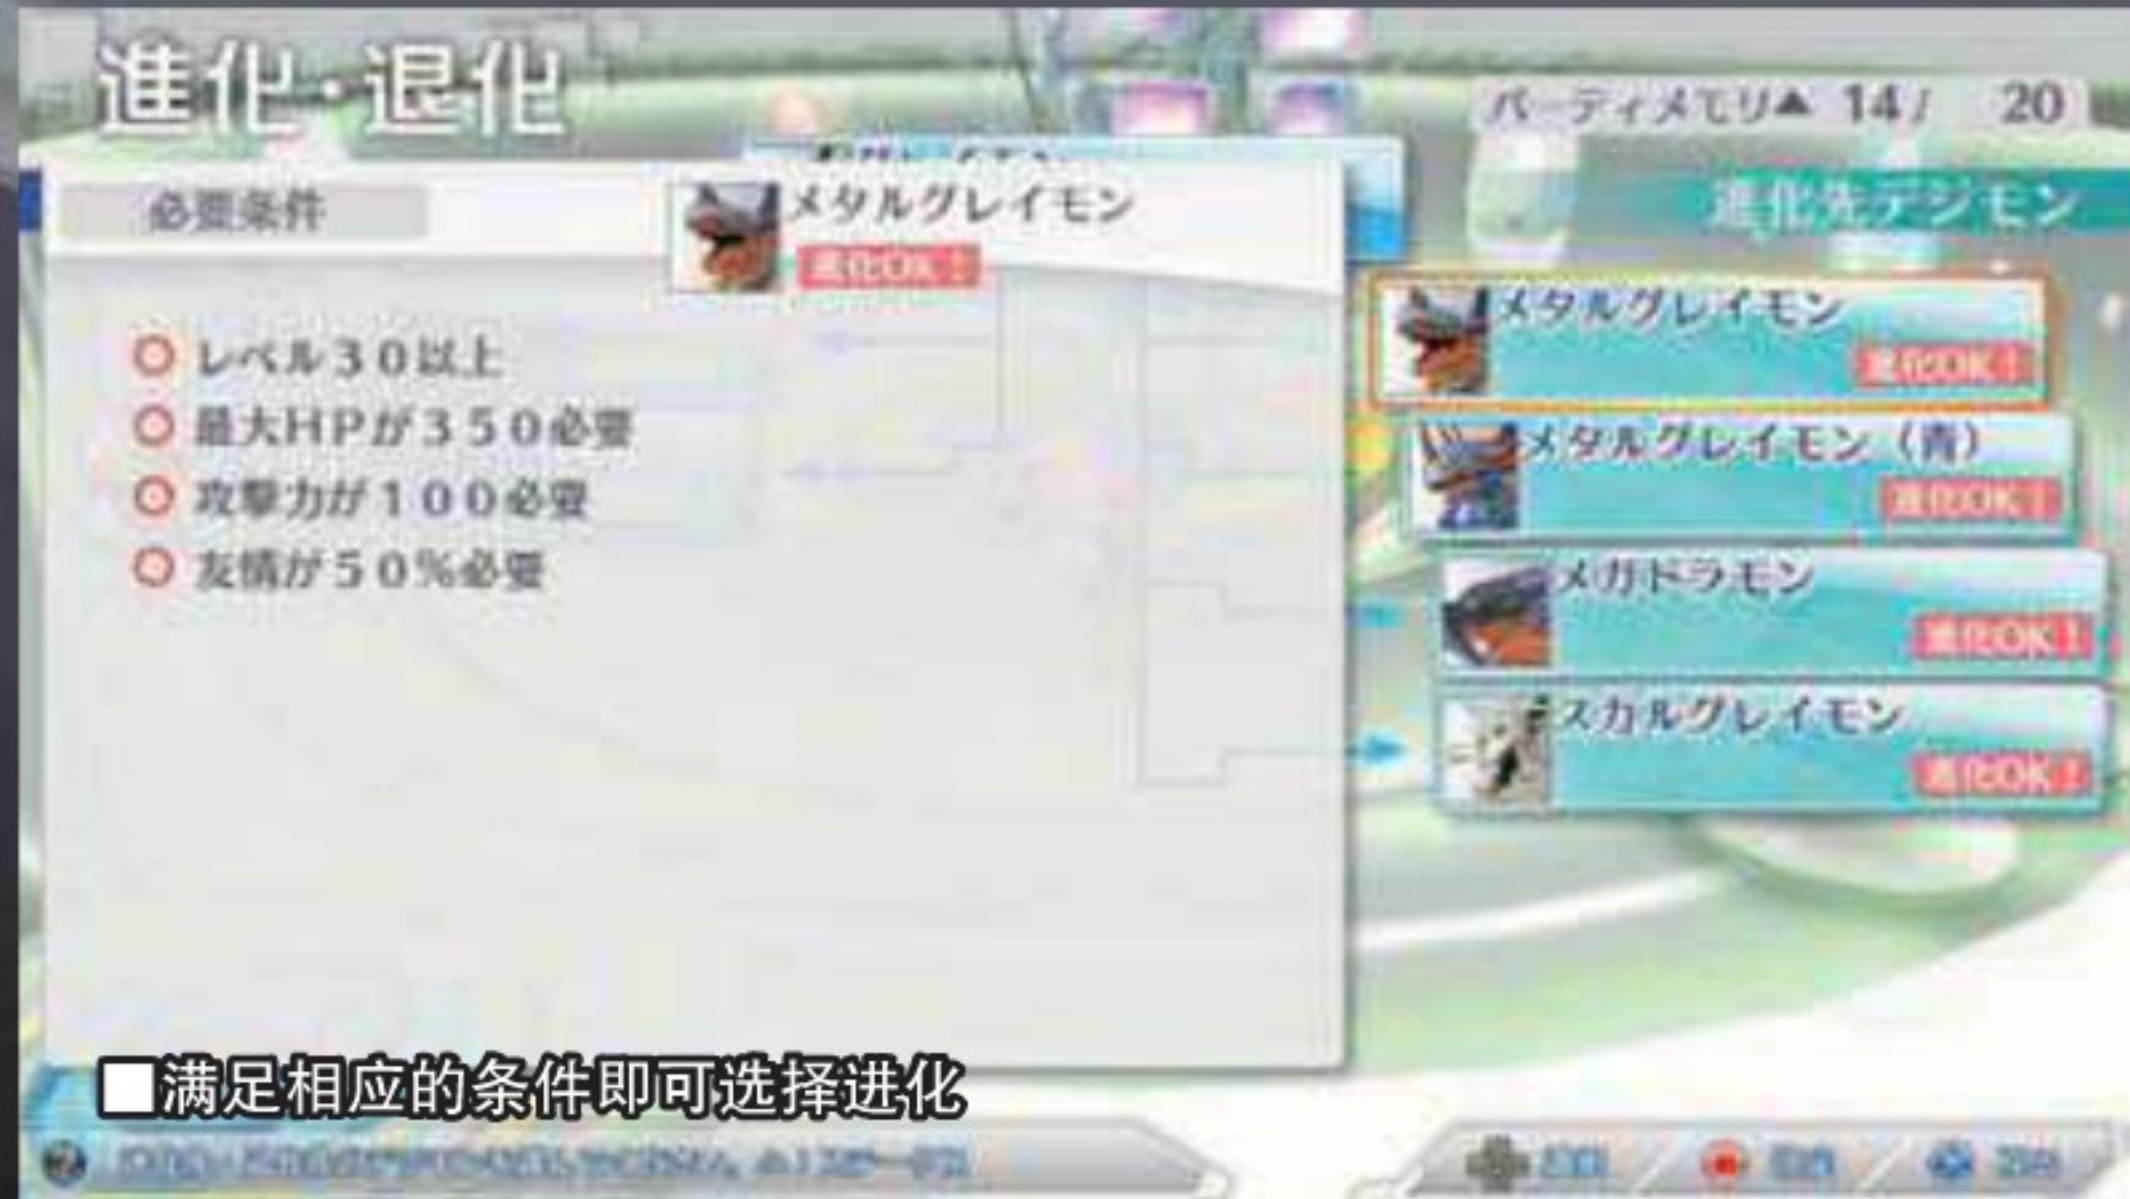 進化・退化
パーティメモリ▲ 14/ 20
必要条件
メタルグレイモン
進化OK！
レベル３０以上
最大HPが３５０必要
攻撃力が１００必要
友情が５０％必要
進化先デジモン
メタルグレイモン
進化OK！
メタルグレイモン（青）
進化OK！
メガドラモン
進化OK！
スカルグレイモン
進化OK！
■满足相应的条件即可选择进化